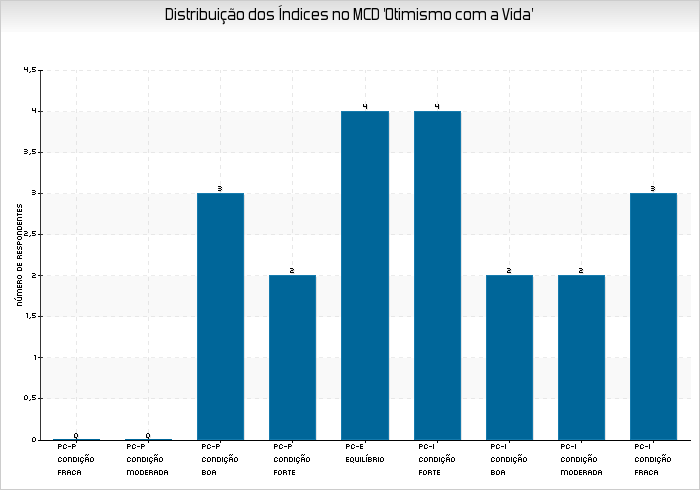 Distribuição dos Índices no MCD 'Otimismo com a Vida'
NÚMERO DE RESPONDENTES
4,5
4
3,5
3
2,5
2
1,5
1
0,5
0
0
0
3
2
4
4
2
2
3
PC-P CONDIÇÃO FRACA
PC-P CONDIÇÃO MODERADA
PC-P CONDIÇÃO BOA
PC-P CONDIÇÃO FORTE
PC-E EQUILÍBRIO
PC-I CONDIÇÃO FORTE
PC-I CONDIÇÃO BOA
PC-I CONDIÇÃO MODERADA
PC-I CONDIÇÃO FRACA